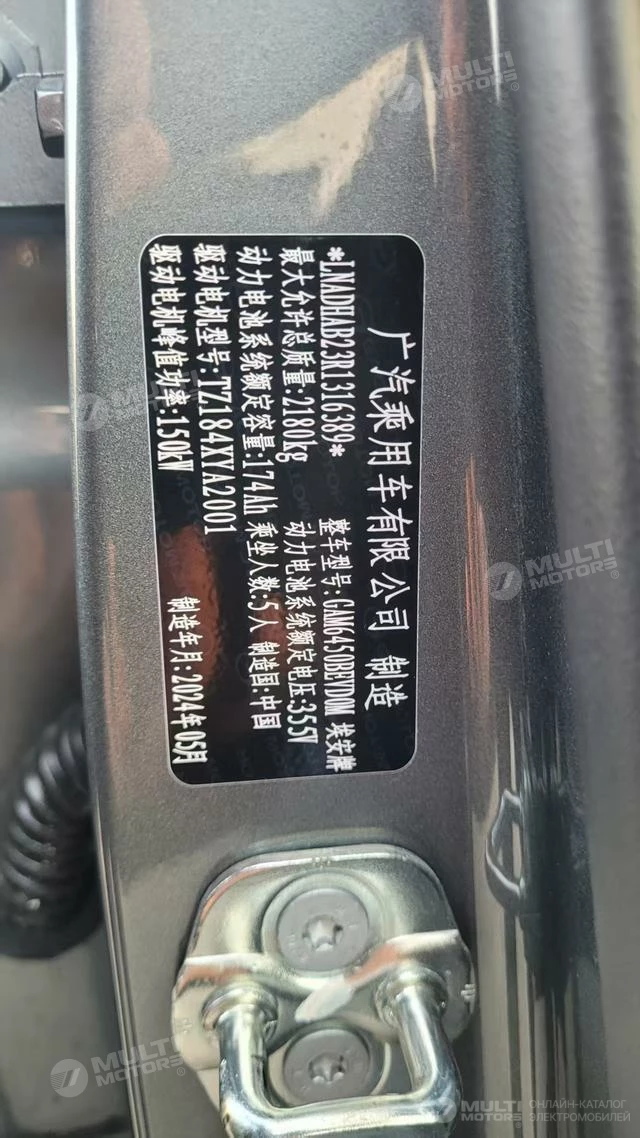 广汽乘用车有限公司 制造
*LNADHAB23R1316389* 整车型号:GAM6450BEVD0N 埃安牌
最大允许总质量:2180kg 动力电池系统额定电压:355V
动力电池系统额定容量:174Ah 乘坐人数:5人 制造国:中国
驱动电机型号:TZ184XYA2001
驱动电机峰值功率:150kW 制造年月:2024年05月
MULTI
MOTORS®
MULTI
MOTORS®
MULTI
MOTORS®
MULTI
MOTORS®
MULTI
MOTORS®
ОНЛАЙН-КАТАЛОГ
ЭЛЕКТРОМОБИЛЕЙ